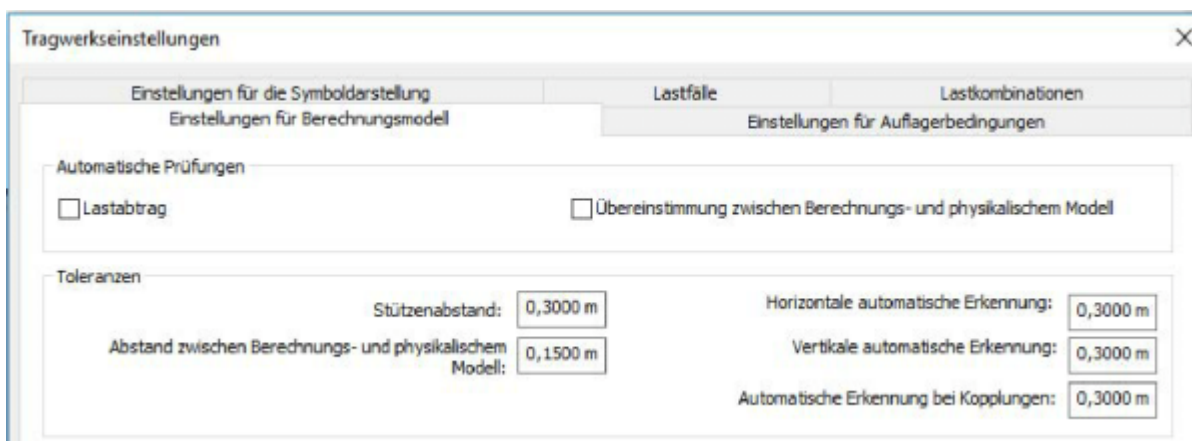 Tragwerkseinstellungen
Einstellungen für die Symboldarstellung Lastfälle Lastkombinationen
Einstellungen für Berechnungsmodell Einstellungen für Auflagerbedingungen
Automatische Prüfungen
Lastabtrag Übereinstimmung zwischen Berechnungs- und physikalischem Modell
Toleranzen
Stützenabstand: 0,3000 m Horizontale automatische Erkennung: 0,3000 m
Abstand zwischen Berechnungs- und physikalischem
Modell: 0,1500 m Vertikale automatische Erkennung: 0,3000 m
Automatische Erkennung bei Kopplungen: 0,3000 m